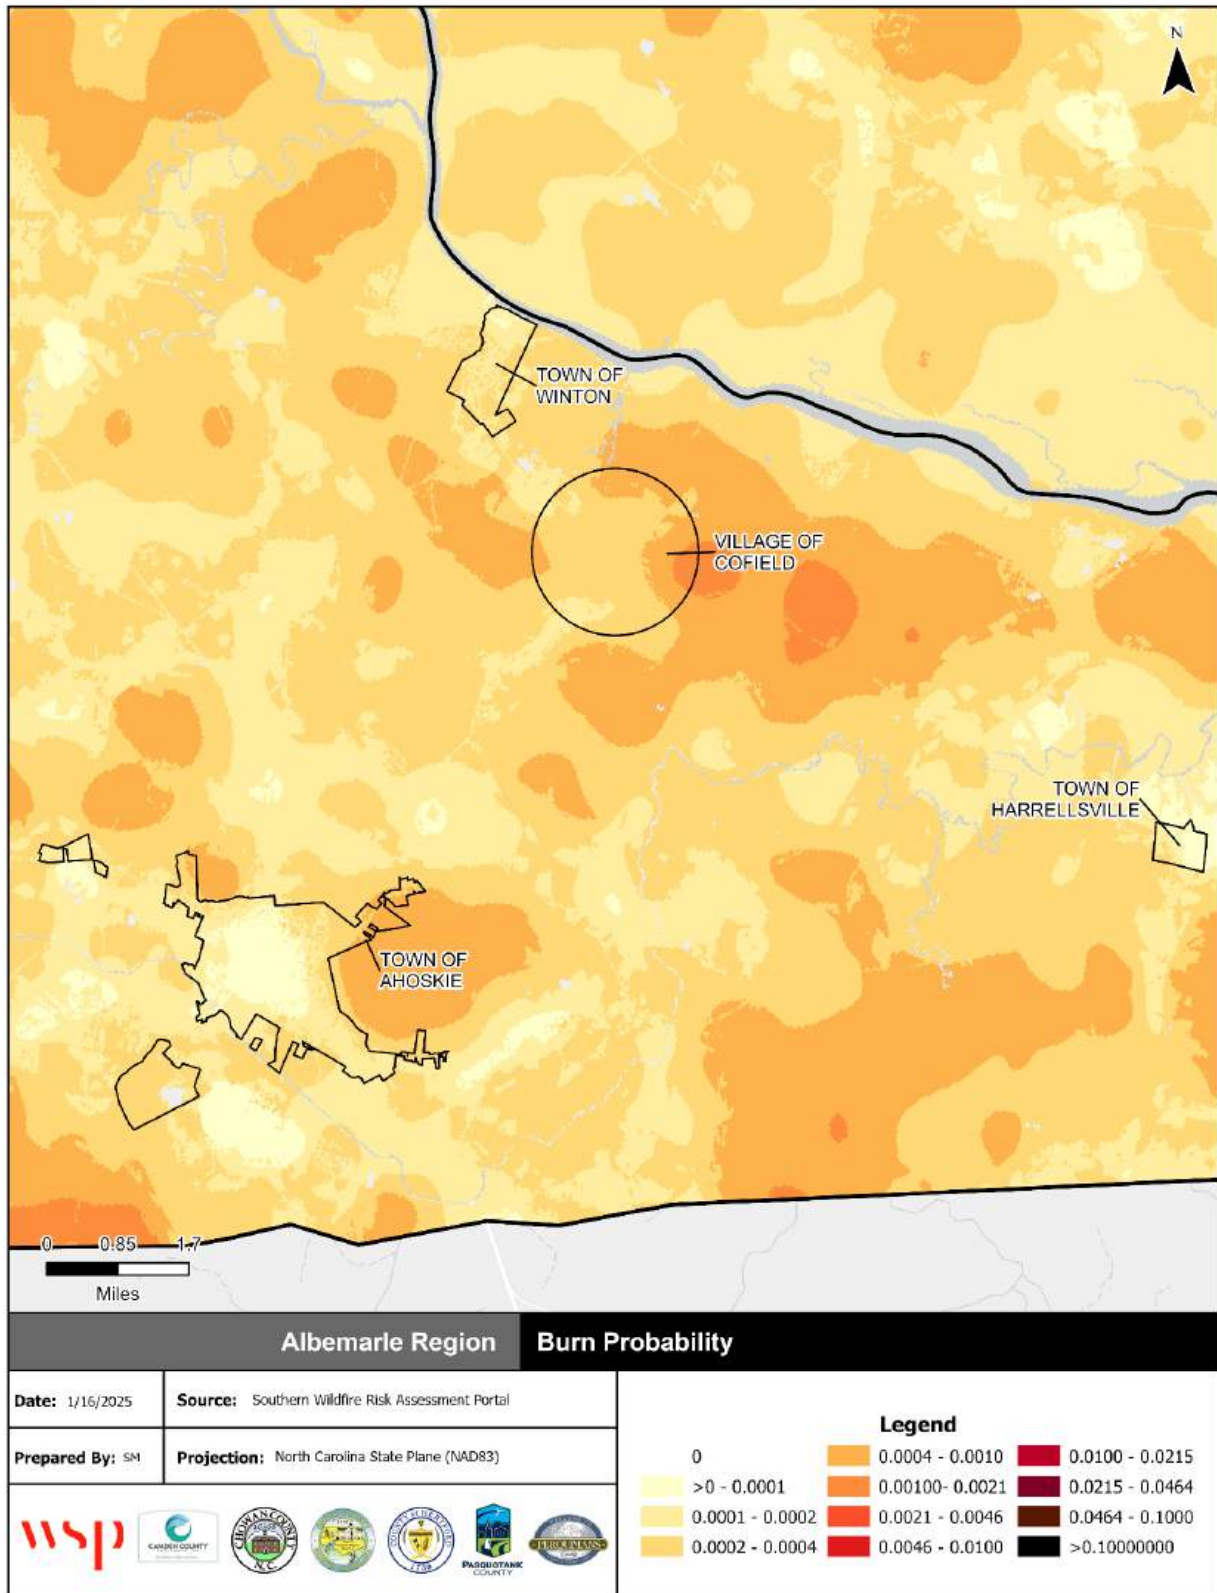 N
TOWN OF
WINTON
VILLAGE OF
COFIELD
TOWN OF
HARRELLSVILLE
TOWN OF
AHOSKIE
0 0.85 1.7
Miles
Albemarle Region Burn Probability
Date: 1/16/2025 Source: Southern Wildfire Risk Assessment Portal
Prepared By: SM Projection: North Carolina State Plane (NAD83)
Legend
0
>0 - 0.0001
0.0001 - 0.0002
0.0002 - 0.0004
0.0004 - 0.0010
0.00100- 0.0021
0.0021 - 0.0046
0.0046 - 0.0100
0.0100 - 0.0215
0.0215 - 0.0464
0.0464 - 0.1000
>0.10000000
wsp
CAMDEN COUNTY
CHOWAN COUNTY
N.C.
PASQUOTANK
COUNTY
PERQUIMANS